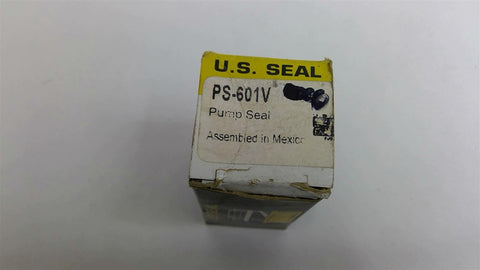 U.S. SEAL
PS-601V
Pump Seal
Assembled in Mexico